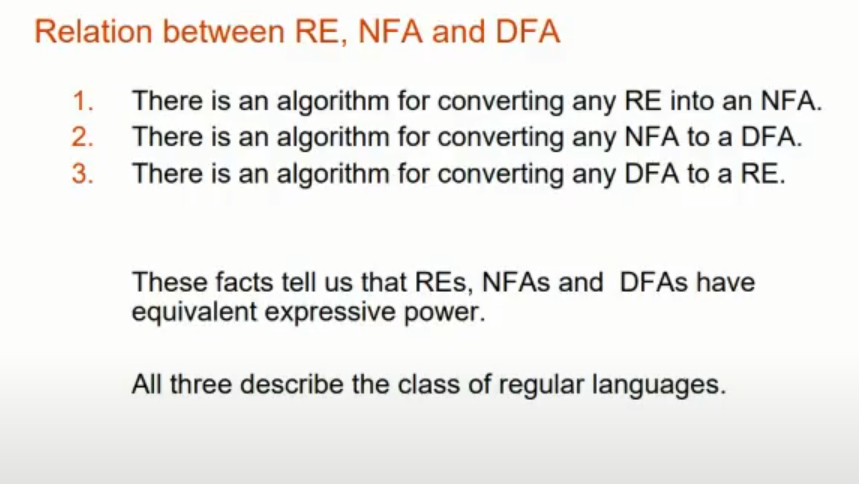 Relation between RE, NFA and DFA
1. There is an algorithm for converting any RE into an NFA.
2. There is an algorithm for converting any NFA to a DFA.
3. There is an algorithm for converting any DFA to a RE.
These facts tell us that REs, NFAs and DFAs have
equivalent expressive power.
All three describe the class of regular languages.